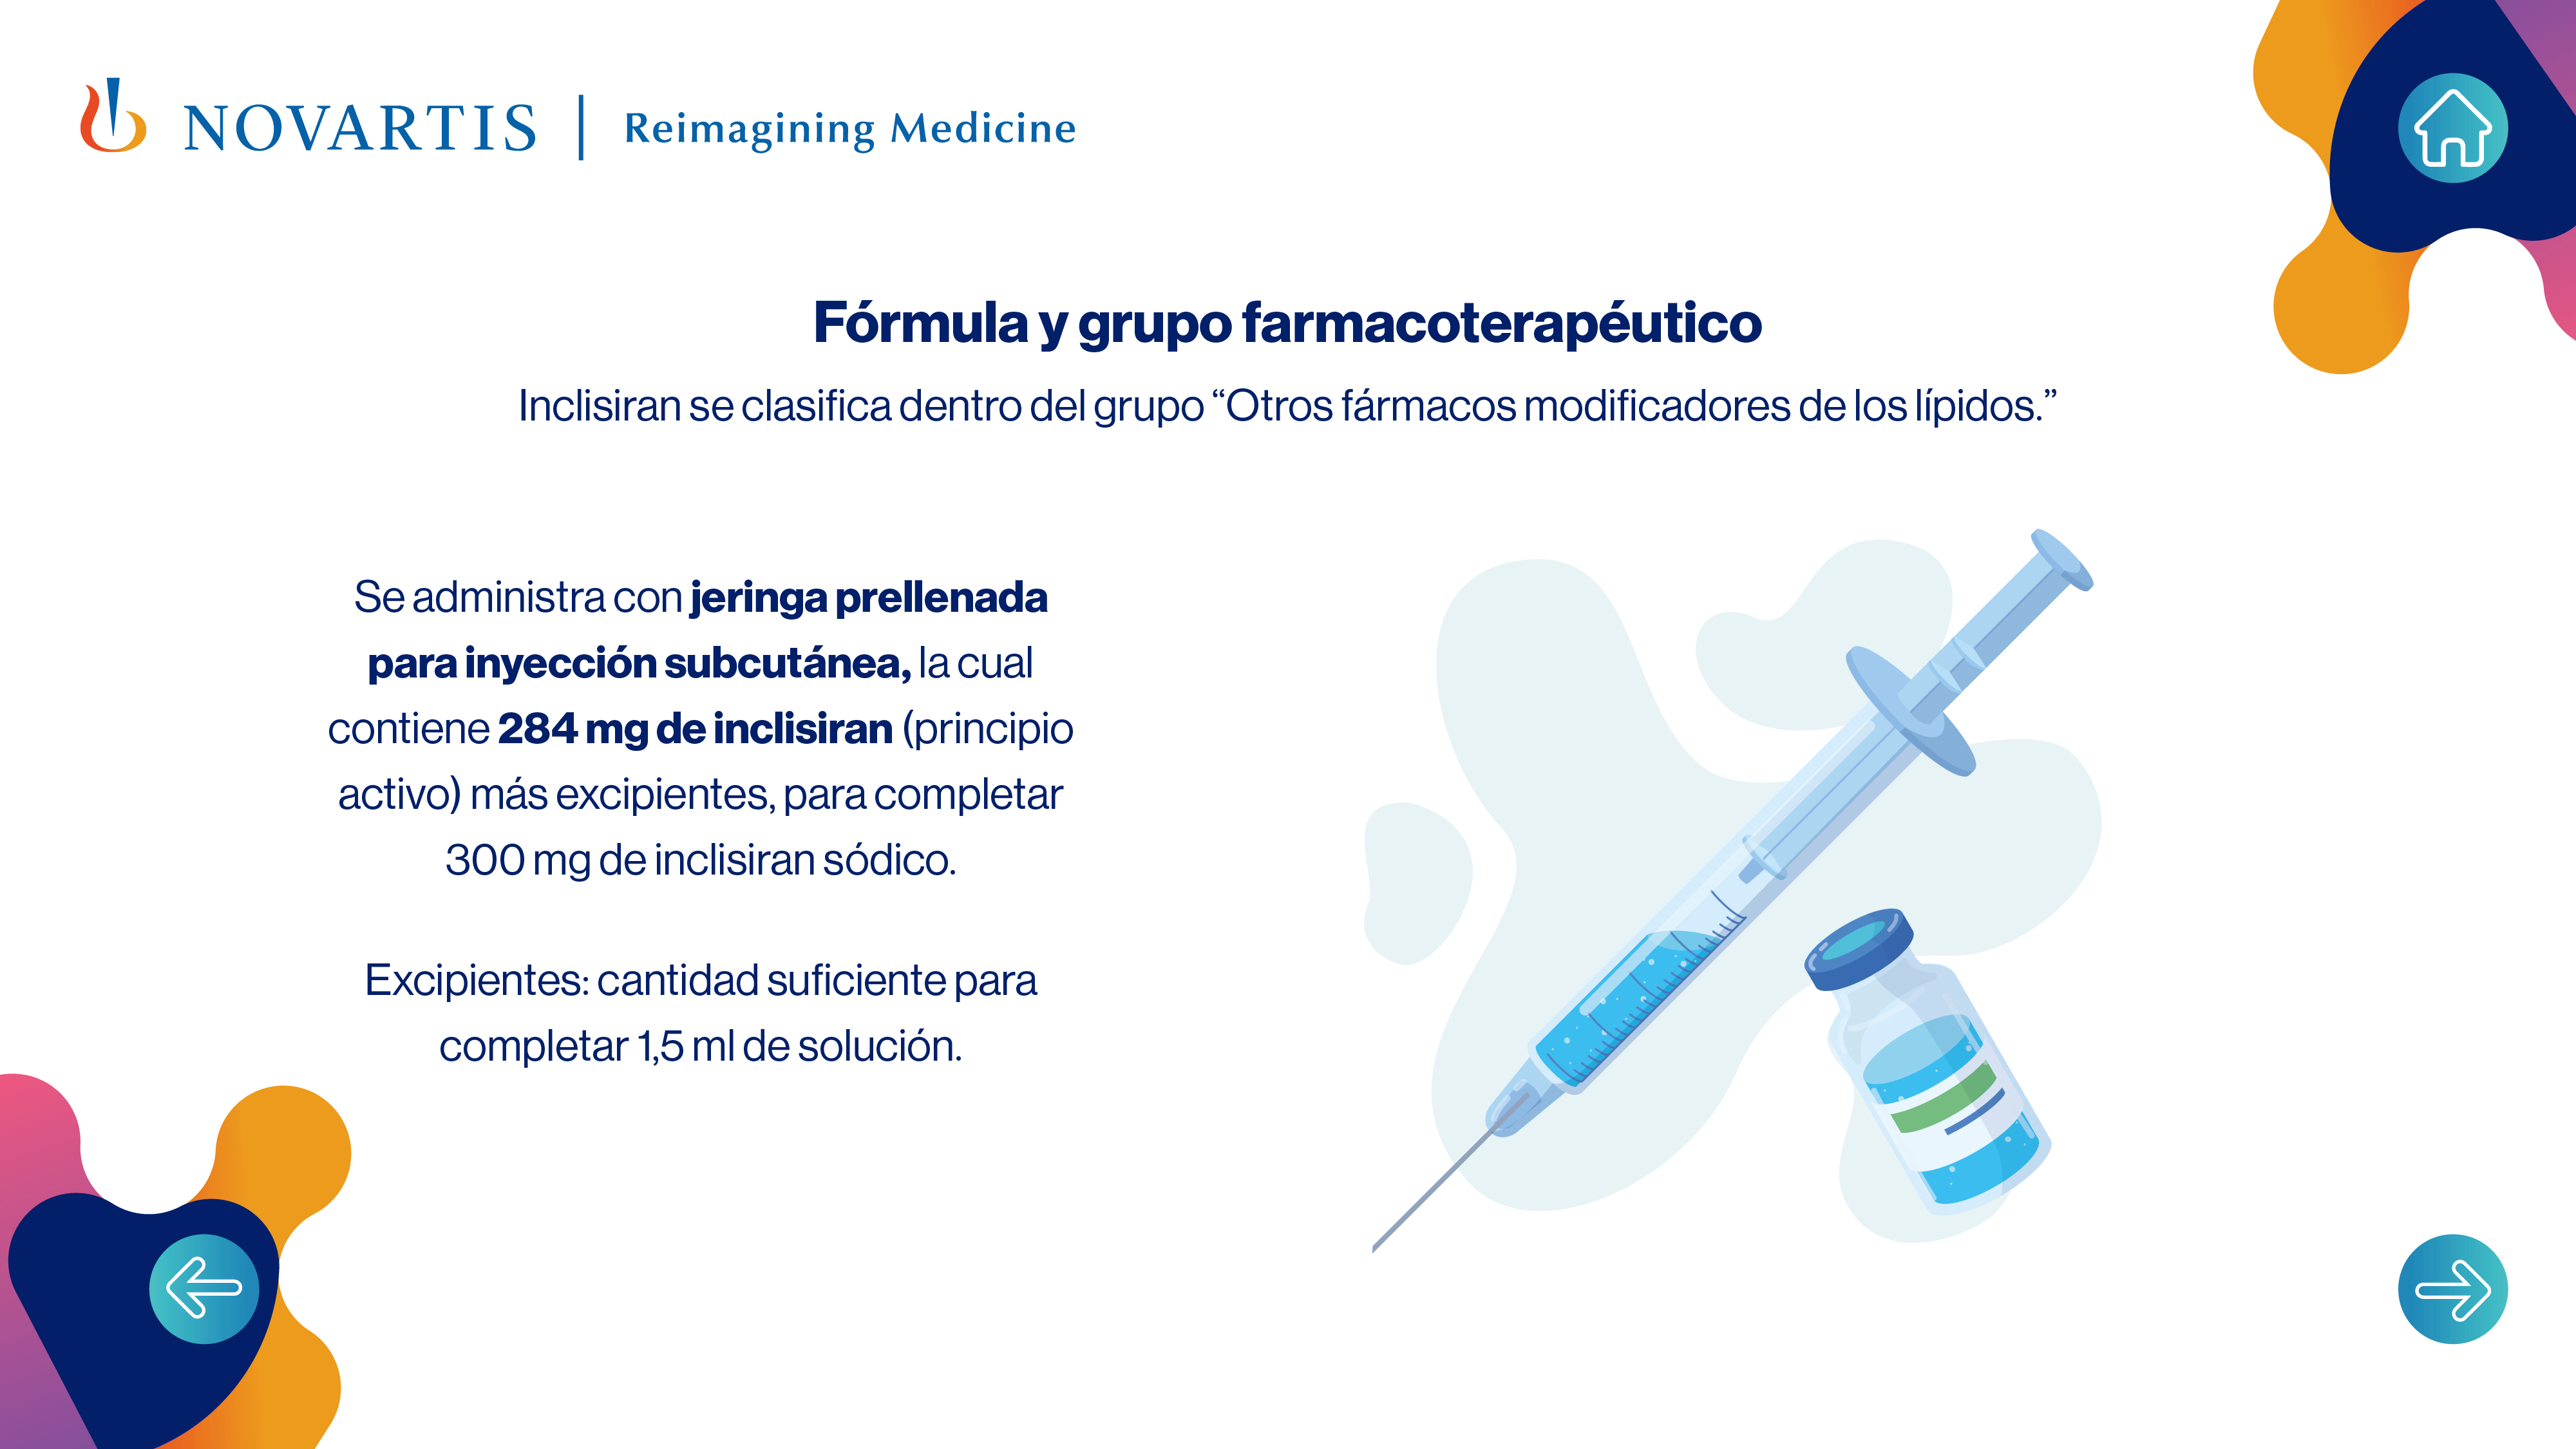 NOVARTIS | Reimagining Medicine
Fórmula y grupo farmacoterapéutico
Inclisiran se clasifica dentro del grupo “Otros fármacos modificadores de los lípidos.”
Se administra con jeringa prellenada
para inyección subcutánea, la cual
contiene 284 mg de inclisiran (principio
activo) más excipientes, para completar
300 mg de inclisiran sódico.
Excipientes: cantidad suficiente para
completar 1,5 ml de solución.